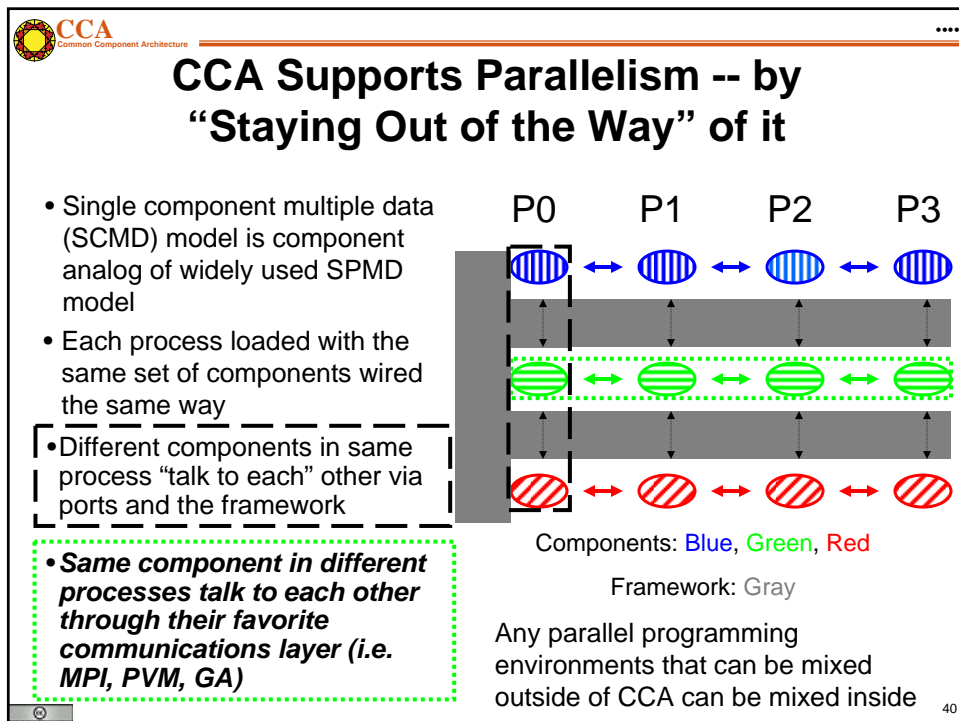 CCA
Common Component Architecture
CCA Supports Parallelism -- by
“Staying Out of the Way” of it
• Single component multiple data
(SCMD) model is component
analog of widely used SPMD
model
• Each process loaded with the
same set of components wired
the same way
•Different components in same
process “talk to each” other via
ports and the framework
•Same component in different
processes talk to each other
through their favorite
communications layer (i.e.
MPI, PVM, GA)
P0 P1 P2 P3
Components: Blue, Green, Red
Framework: Gray
Any parallel programming
environments that can be mixed
outside of CCA can be mixed inside
cc
40